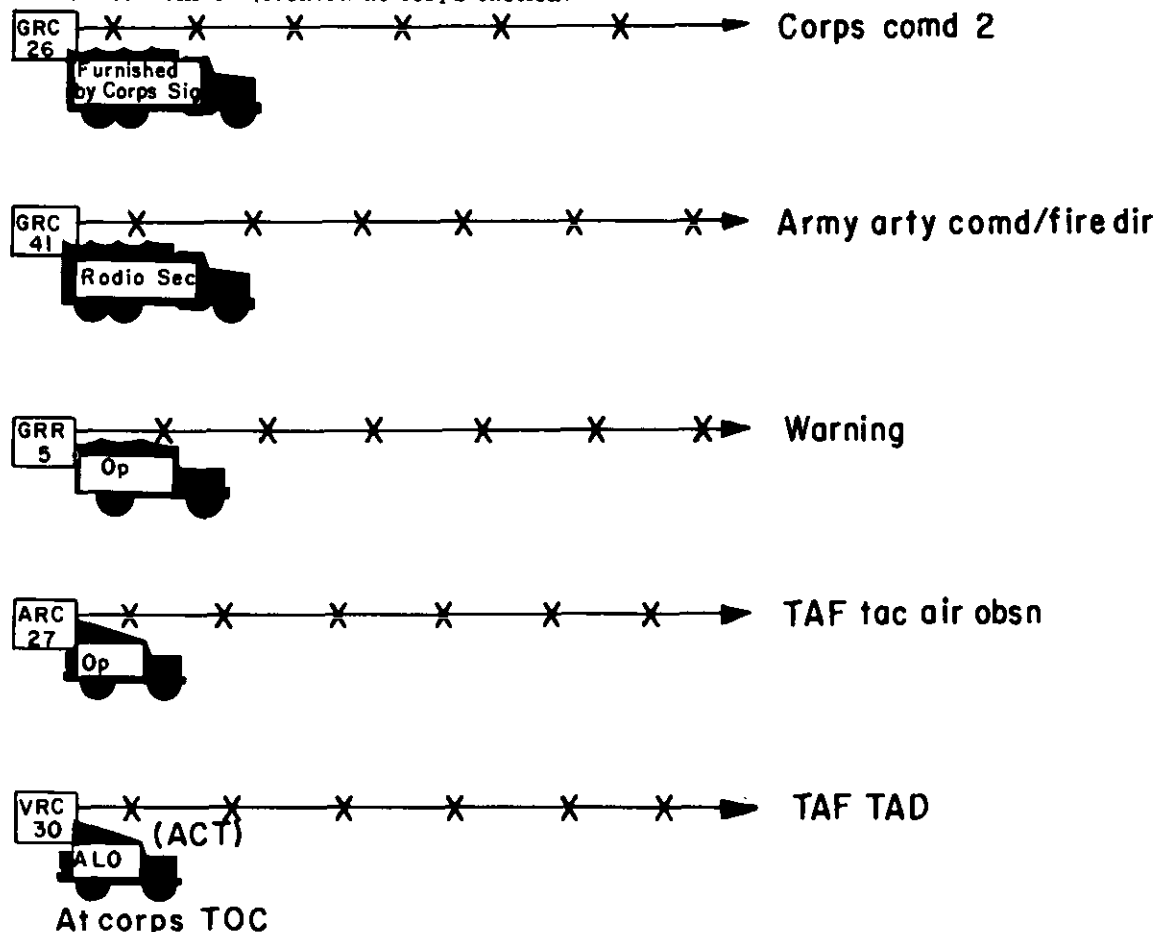 GRC 26
Corps comd 2
Furnished
by Corps Sig
GRC 41
Army arty comd/fire dir
Rodio Sec
GRR 5
Warning
Op
ARC 27
TAF tac air obsn
Op
VRC 30
TAF TAD
(ACT)
ALO
At corps TOC